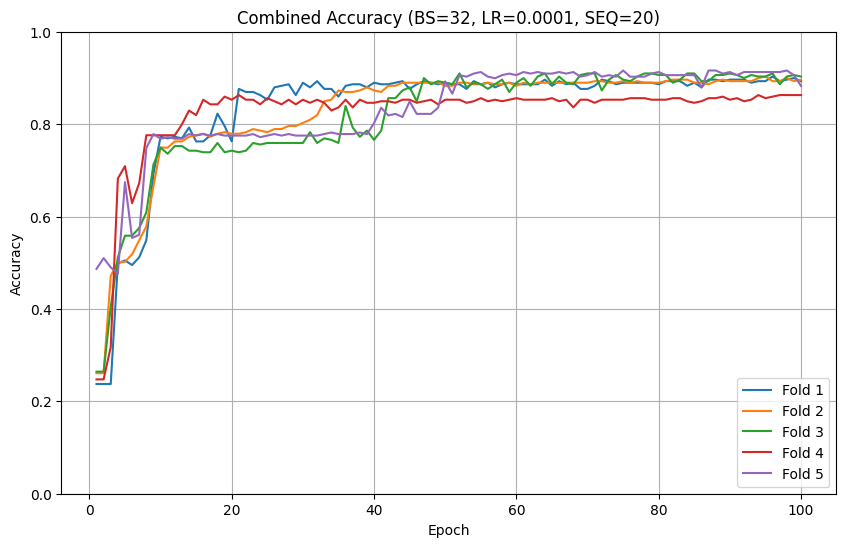 Combined Accuracy (BS=32, LR=0.0001, SEQ=20)
1.0
0.8
0.6
0.4
0.2
0.0
Accuracy
0 20 40 60 80 100
Epoch
Fold 1
Fold 2
Fold 3
Fold 4
Fold 5